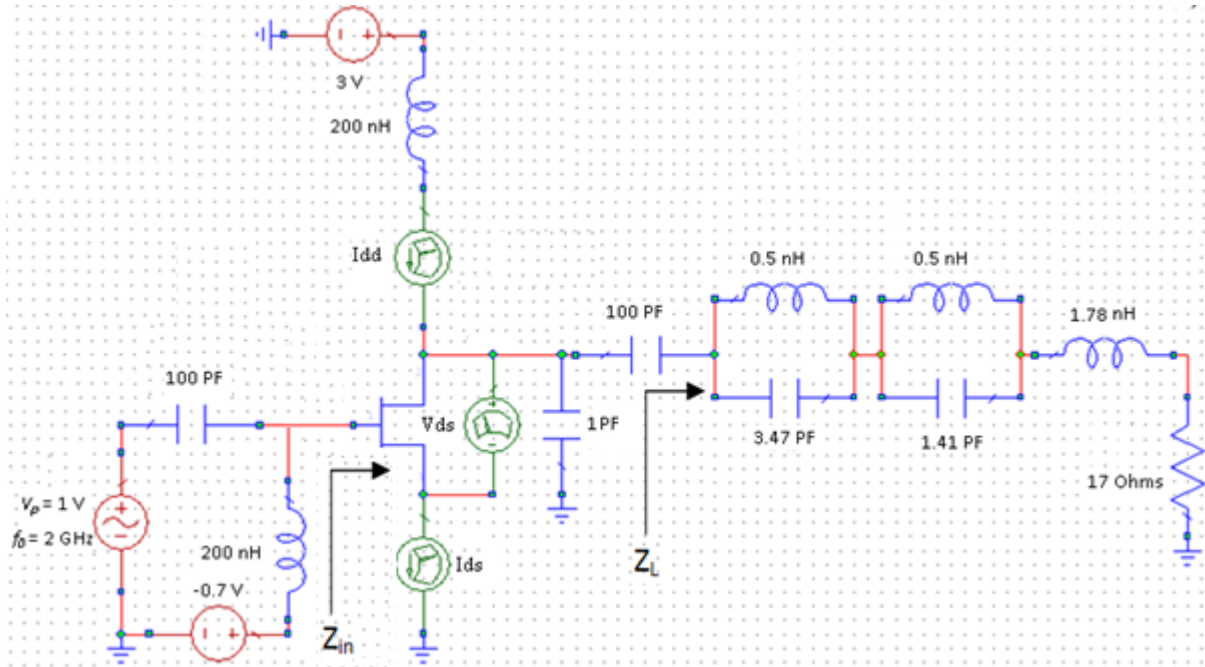 3 V
200 nH
Idd
0.5 nH
0.5 nH
100 PF
1.78 nH
100 PF
Vds
1PF
3.47 PF
1.41 PF
17 Ohms
Vp = 1 V
f0 = 2 GHz
200 nH
Ids
ZL
-0.7 V
Zin